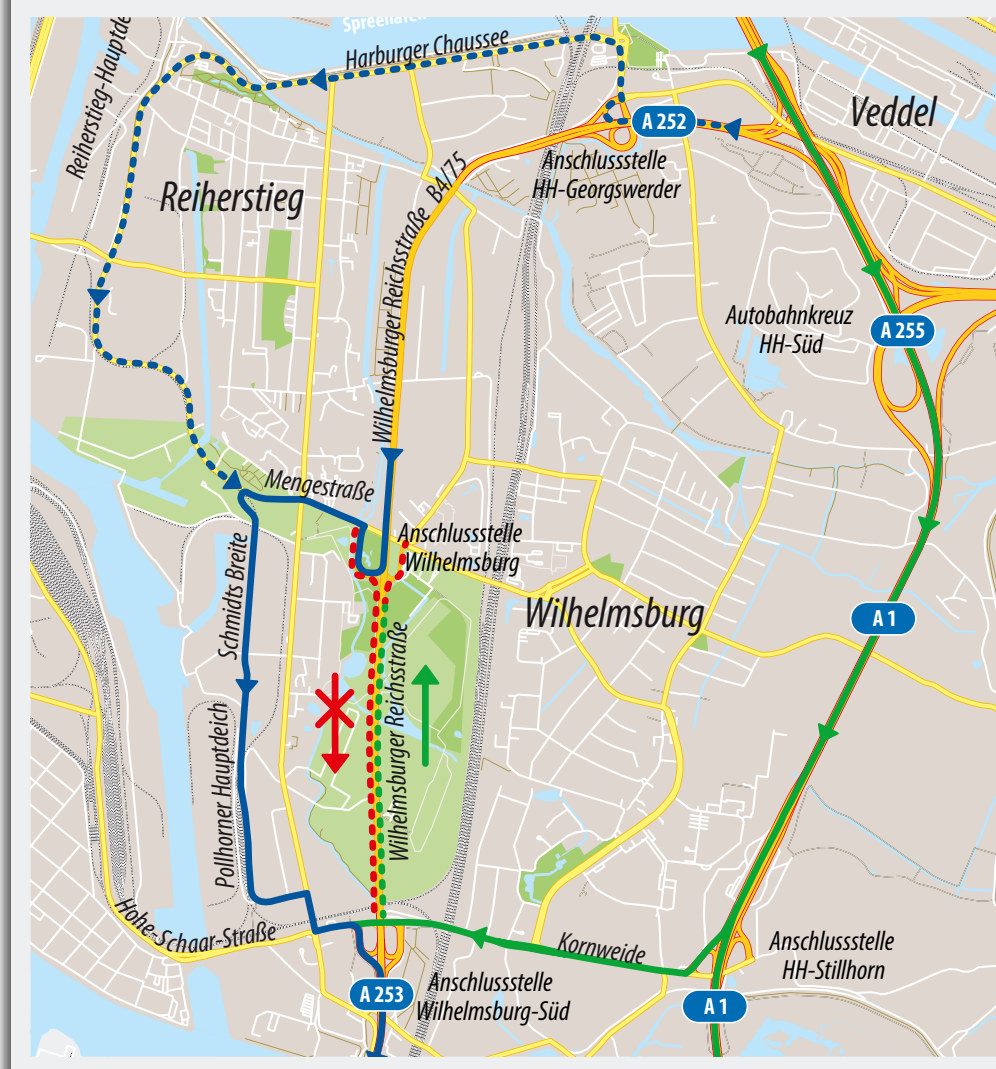 Spreehafen
Harburger Chaussee
Reiherstieg-Hauptde
Veddel
A 252
Anschlussstelle
HH-Georgswerder
Reiherstieg
Wilhelmsburger Reichsstraße B4/75
Autobahnkreuz
HH-Süd
A 255
Mengestraße
Anschlussstelle
Wilhelmsburg
Schmidts Breite
Wilhelmsburg
A 1
Wilhelmsburger Reichsstraße
Pollhorner Hauptdeich
Hohe-Schaar-Straße
Kornweide
Anschlussstelle
HH-Stillhorn
A 253
Anschlussstelle
Wilhelmsburg-Süd
A 1